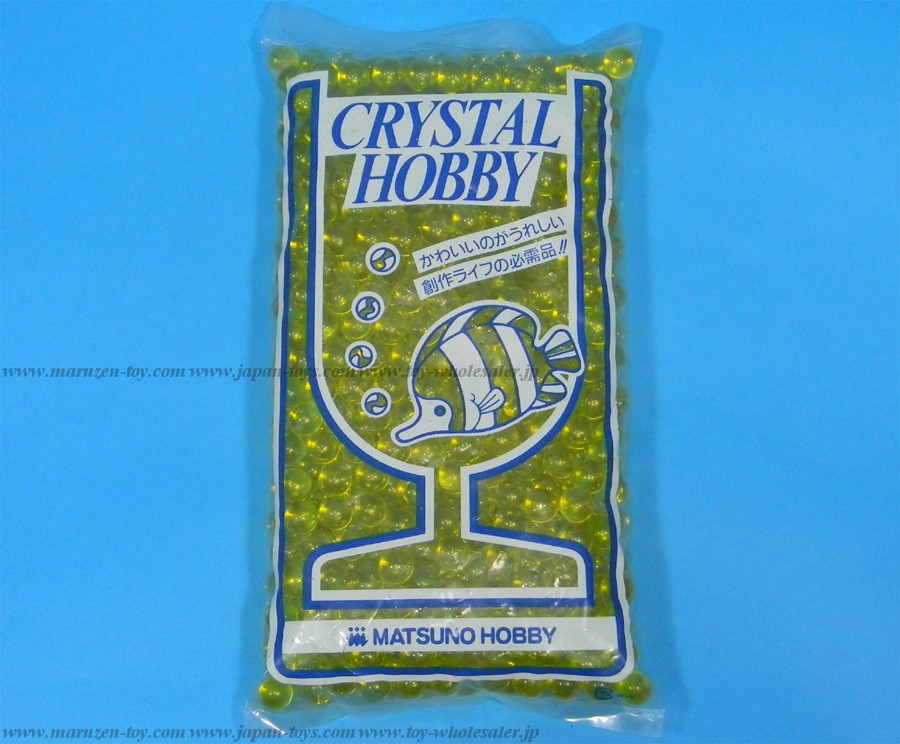 CRYSTAL
HOBBY
かわいいのがうれしい
創作ライフの必需品!!
www.maruzen-toy.com www.japan-toys.com www.toy-wholesaler.jp
MATSUNO HOBBY
www.maruzen-toy.com www.japan-toys.com www.toy-wholesaler.jp